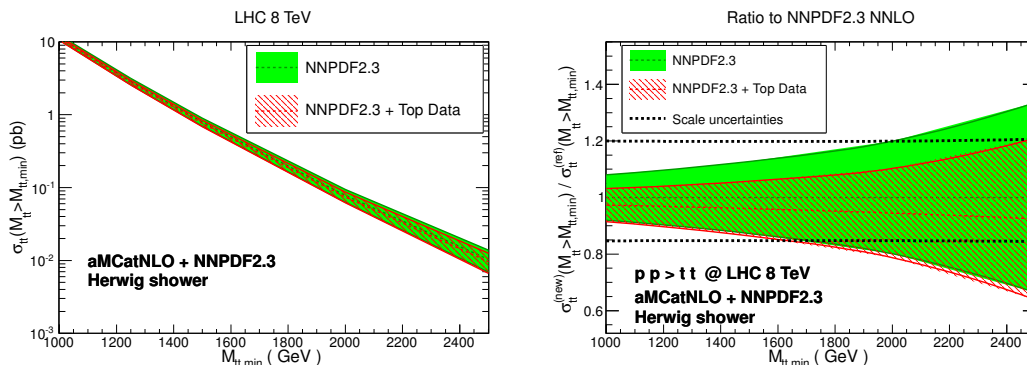 LHC 8 TeV
10
1
10-1
10-2
10-3
σtt(Mtt>Mtt,min) (pb)
NNPDF2.3
NNPDF2.3 + Top Data
aMCatNLO + NNPDF2.3
Herwig shower
1000 1200 1400 1600 1800 2000 2200 2400
Mtt,min ( GeV )
Ratio to NNPDF2.3 NNLO
1.4
1.2
1
0.8
0.6
σtt(new)(Mtt>Mtt,min) / σtt(ref)(Mtt>Mtt,min)
NNPDF2.3
NNPDF2.3 + Top Data
Scale uncertainties
p p > t t @ LHC 8 TeV
aMCatNLO + NNPDF2.3
Herwig shower
1000 1200 1400 1600 1800 2000 2200 2400
Mtt,min ( GeV )